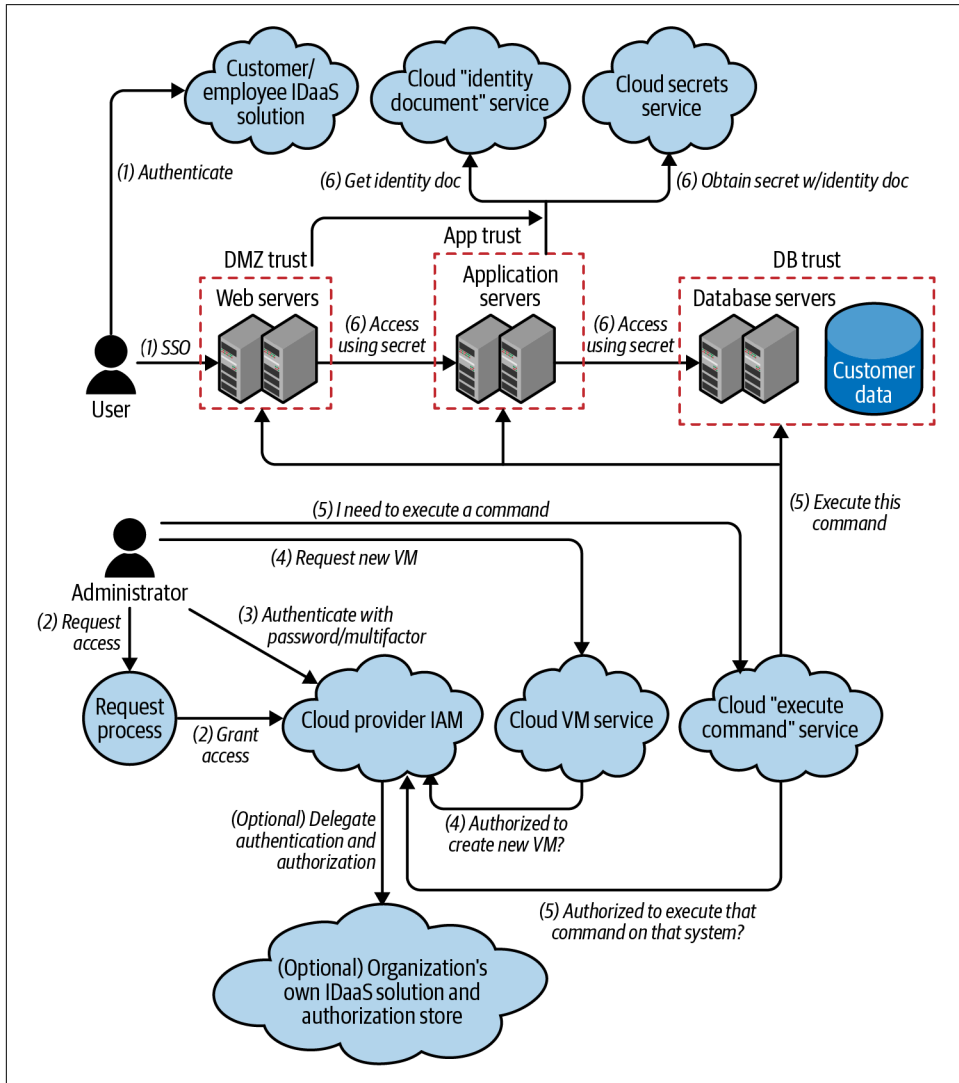 Customer/
employee IDaaS
solution
Cloud "identity
document" service
Cloud secrets
service
(1) Authenticate
(6) Get identity doc
(6) Obtain secret w/identity doc
App trust
DMZ trust
DB trust
Web servers
Application
servers
Database servers
(1) SSO
(6) Access
using secret
(6) Access
using secret
Customer
data
User
(5) Execute this
command
(5) I need to execute a command
(4) Request new VM
Administrator
(2) Request
access
(3) Authenticate with
password/multifactor
Request
process
(2) Grant
access
Cloud provider IAM
Cloud VM service
Cloud "execute
command" service
(Optional) Delegate
authentication and
authorization
(4) Authorized to
create new VM?
(5) Authorized to execute that
command on that system?
(Optional) Organization's
own IDaaS solution and
authorization store